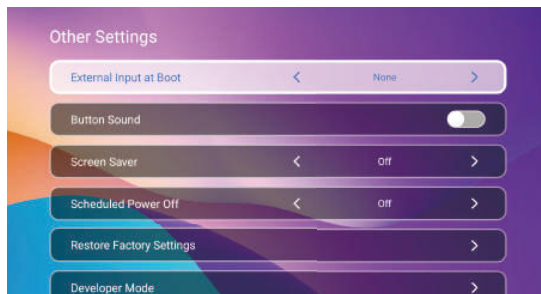 Other Settings
External Input at Boot < None >
Button Sound
Screen Saver < Off >
Scheduled Power Off < Off >
Restore Factory Settings >
Developer Mode >